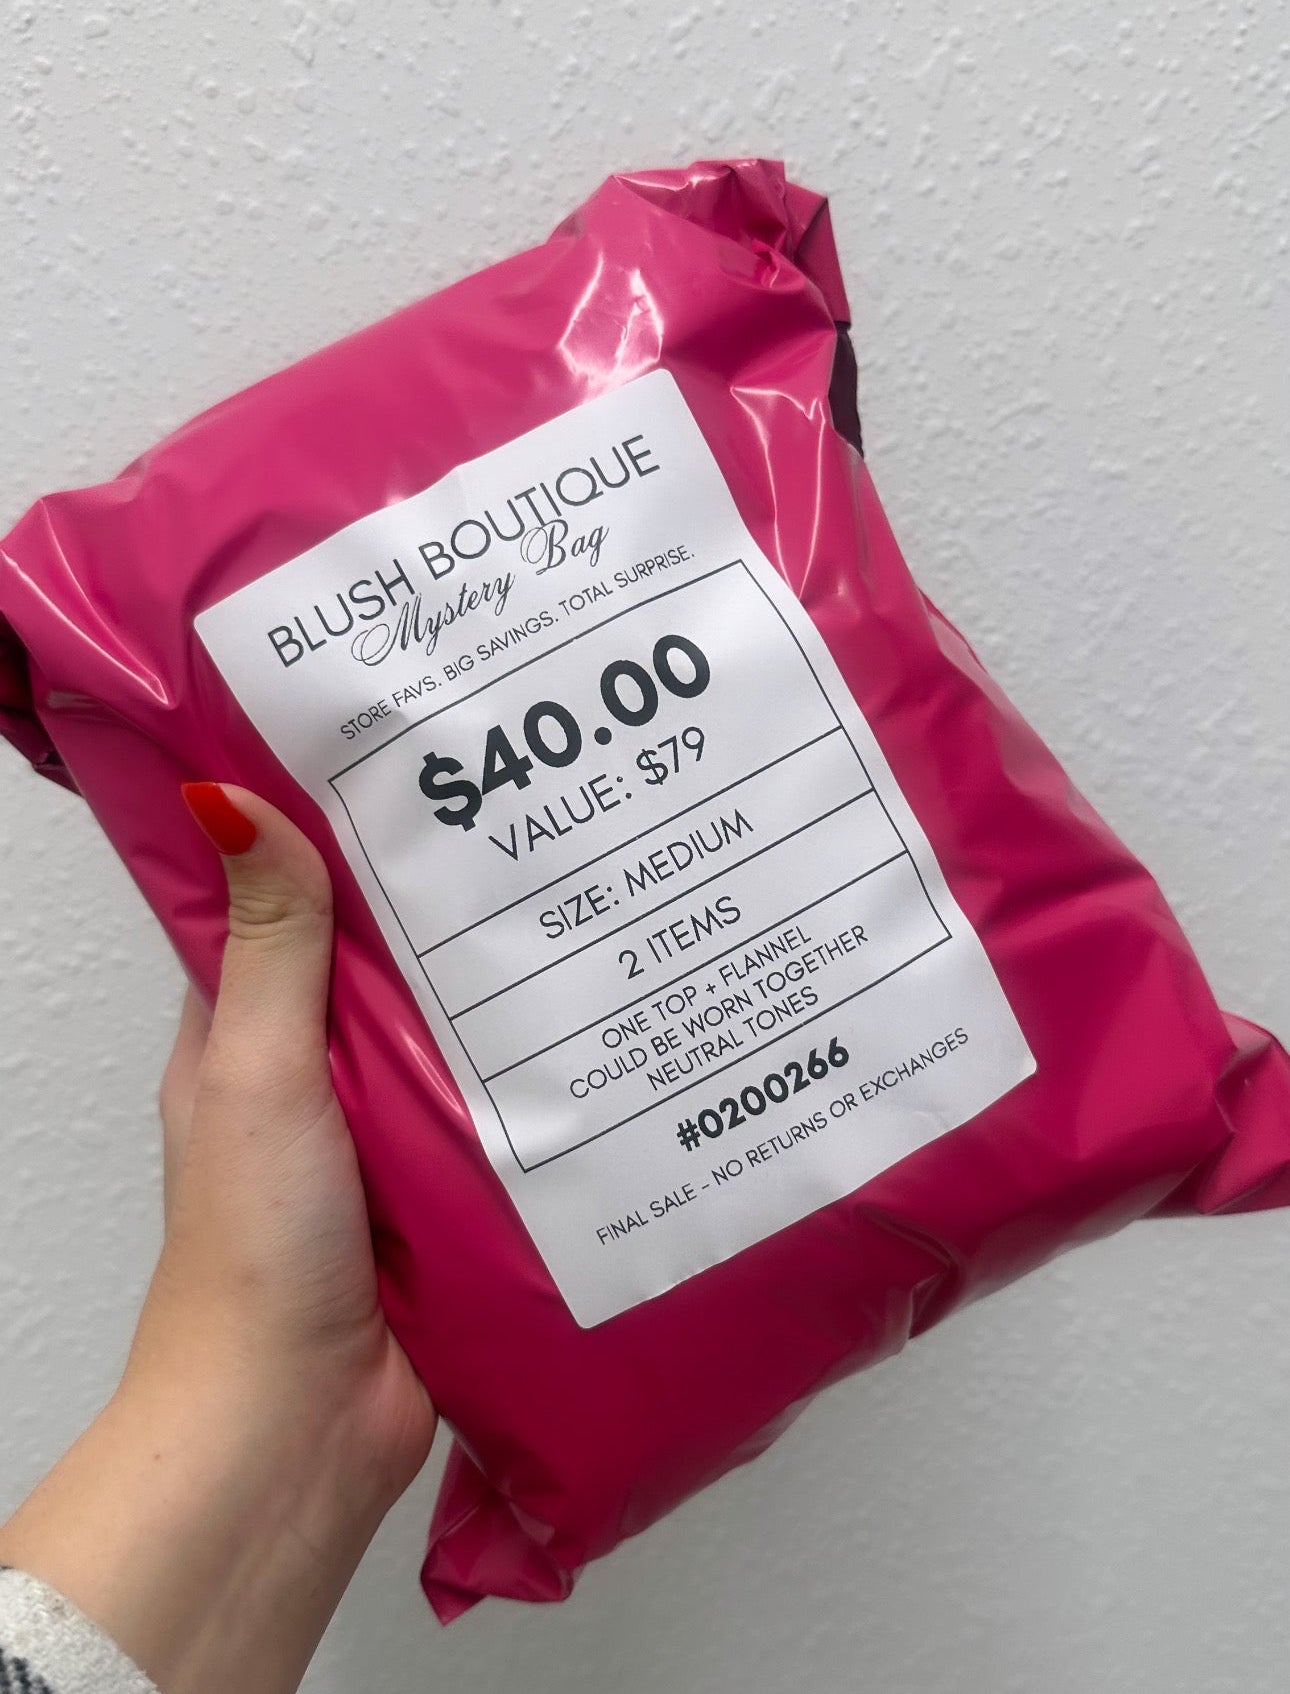 BLUSH BOUTIQUE
Mystery Bag
STORE FAVS. BIG SAVINGS. TOTAL SURPRISE.
$40.00
VALUE: $79
SIZE: MEDIUM
2 ITEMS
ONE TOP + FLANNEL
COULD BE WORN TOGETHER
NEUTRAL TONES
#0200266
FINAL SALE - NO RETURNS OR EXCHANGES